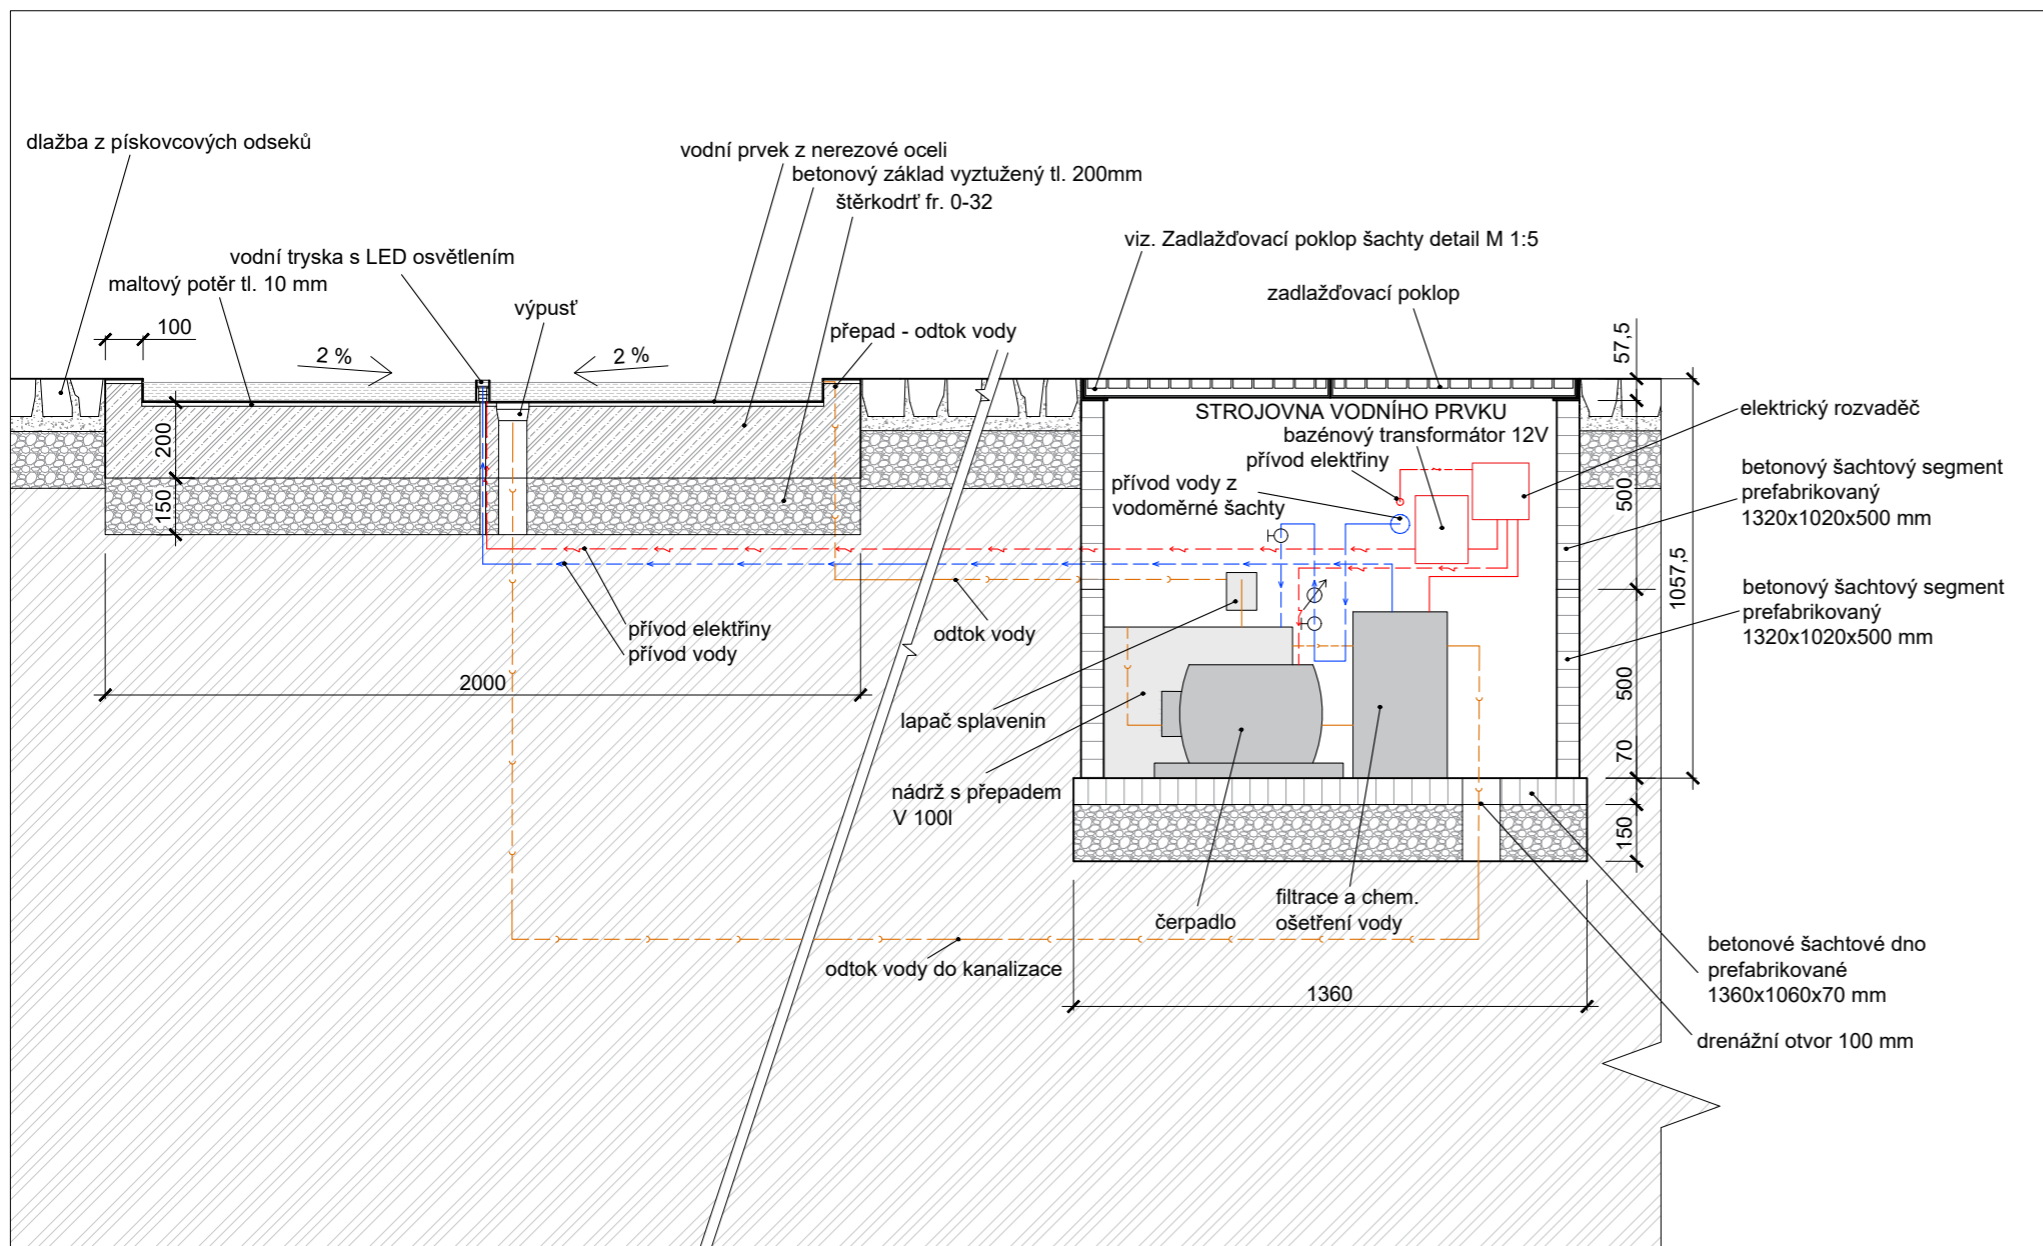 dlažba z pískovcových odseků
vodní prvek z nerezové oceli
betonový základ vyztužený tl. 200mm
štěrkodrť fr. 0-32
viz. Zadlažďovací poklop šachty detail M 1:5
vodní tryska s LED osvětlením
maltový potěr tl. 10 mm
výpusť
zadlažďovací poklop
přepad - odtok vody
100
2 %
2 %
57,5
STROJOVNA VODNÍHO PRVKU
bazénový transformátor 12V
přívod elektřiny
přívod vody z
vodoměrné šachty
elektrický rozvaděč
betonový šachtový segment
prefabrikovaný
1320x1020x500 mm
200
150
500
1057,5
betonový šachtový segment
prefabrikovaný
1320x1020x500 mm
přívod elektřiny
přívod vody
odtok vody
2000
500
lapač splavenin
70
nádrž s přepadem
V 100l
150
čerpadlo
filtrace a chem.
ošetření vody
odtok vody do kanalizace
betonové šachtové dno
prefabrikované
1360x1060x70 mm
1360
drenážní otvor 100 mm